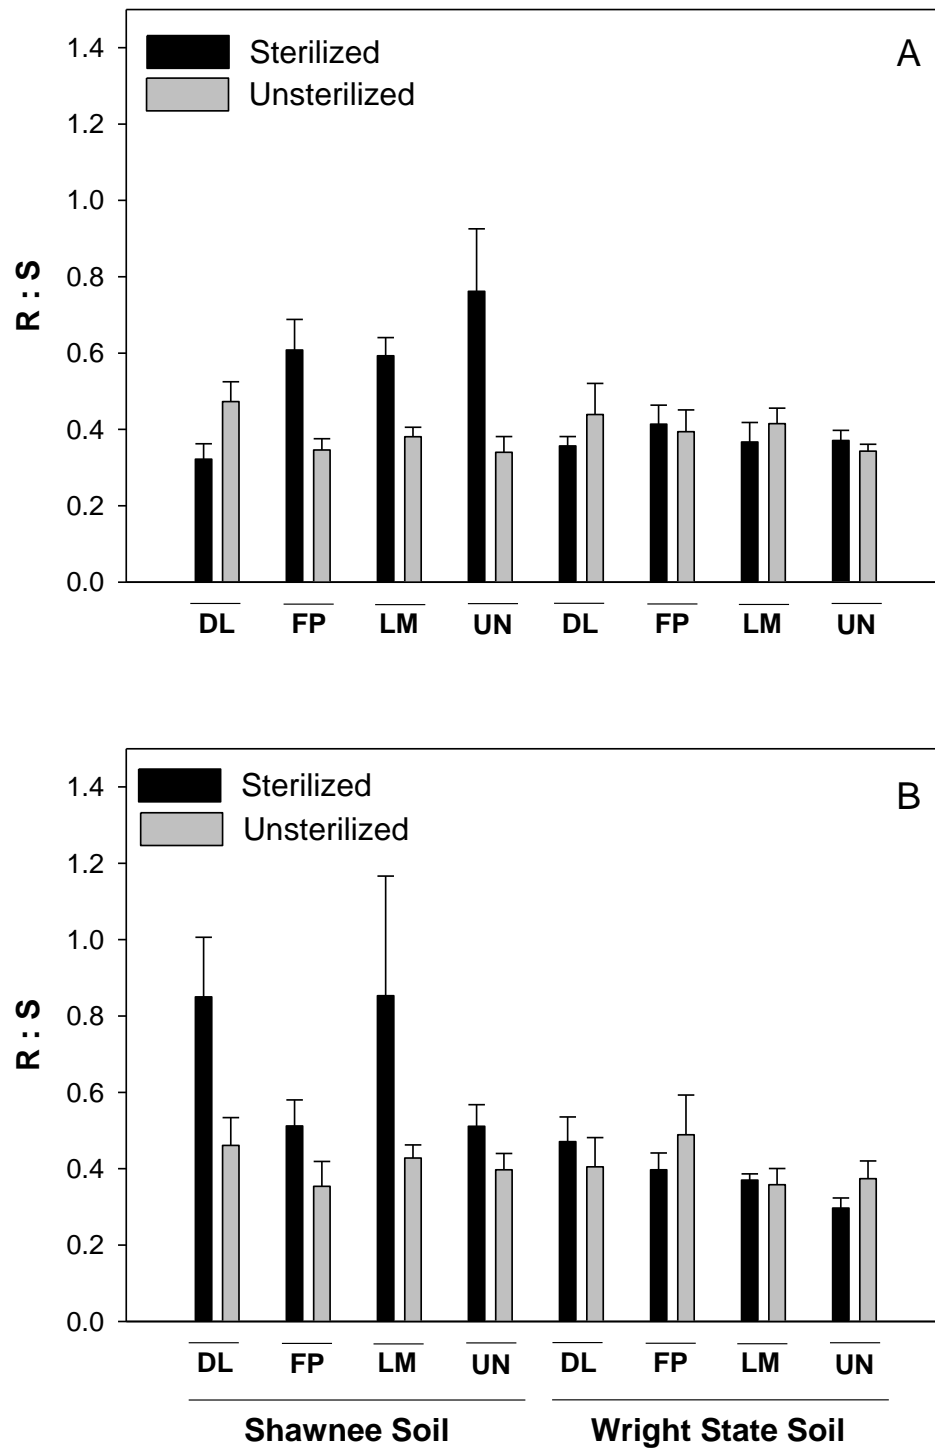 1.4
1.2
1.0
0.8
0.6
0.4
0.2
0.0
R : S
Sterilized
Unsterilized
A
DL FP LM UN DL FP LM UN
1.4
1.2
1.0
0.8
0.6
0.4
0.2
0.0
R : S
Sterilized
Unsterilized
B
DL FP LM UN DL FP LM UN
Shawnee Soil Wright State Soil